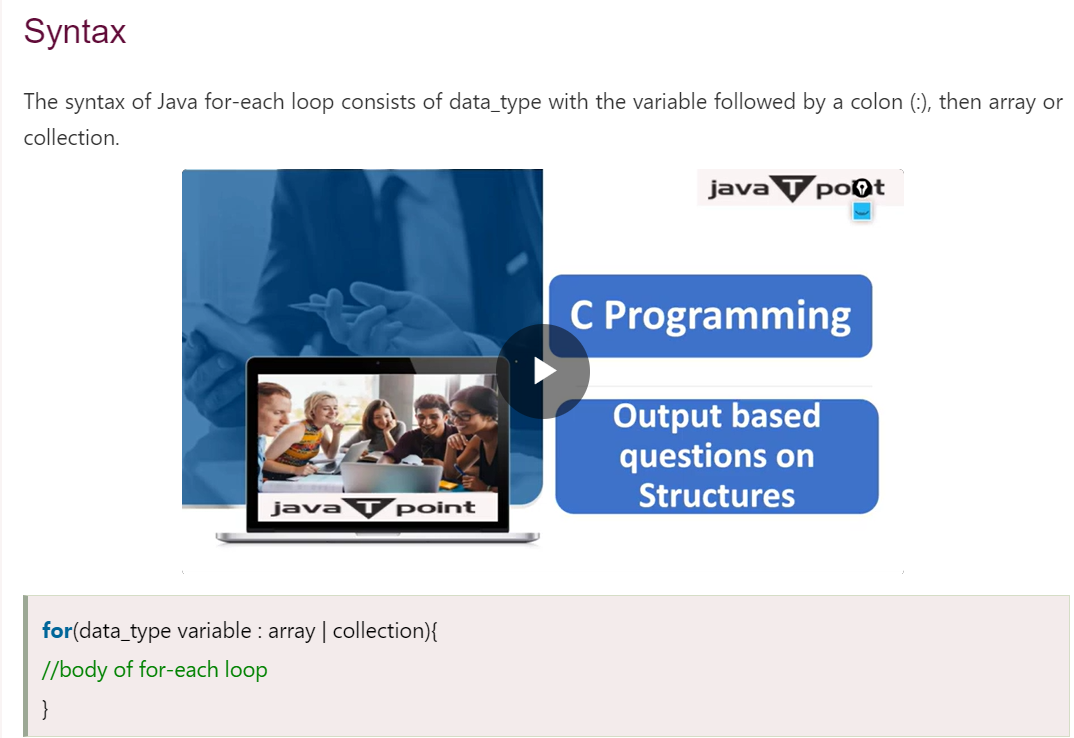 Syntax
The syntax of Java for-each loop consists of data_type with the variable followed by a colon (:), then array or
collection.
java T point
C Programming
Output based
questions on
Structures
java T point
for(data_type variable : array | collection){
//body of for-each loop
}